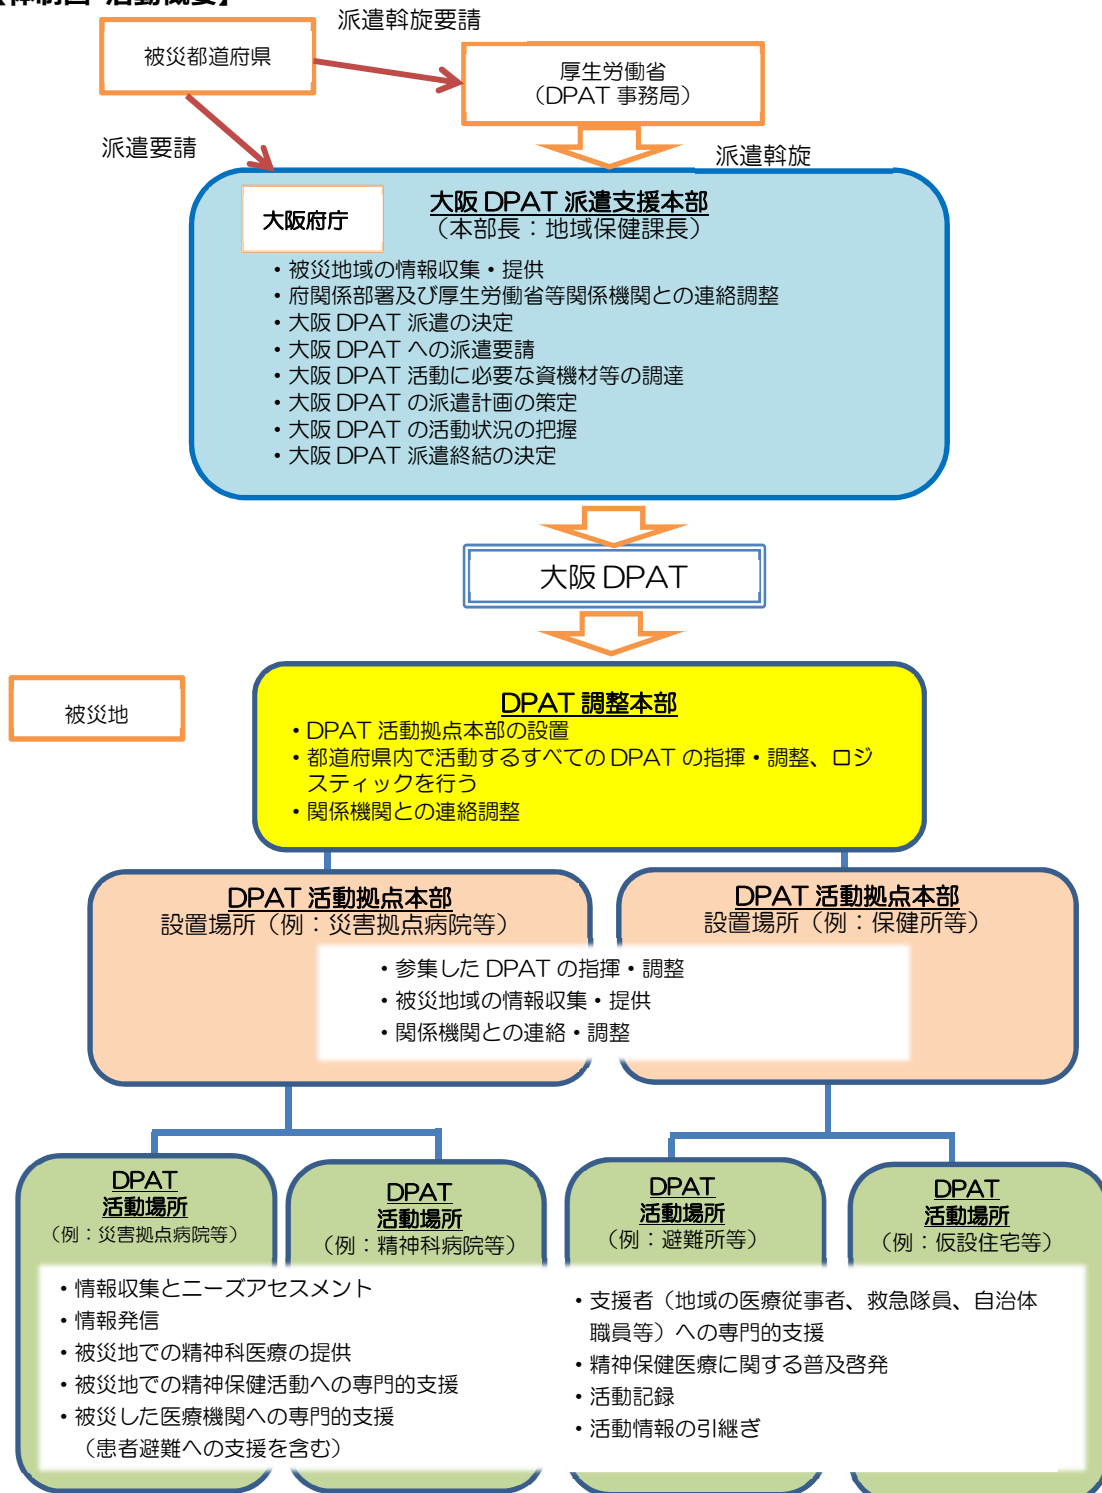 【体制図・活動概要】
派遣斡旋要請
被災都道府県
厚生労働省
（DPAT 事務局）
派遣要請
派遣斡旋
大阪府庁
大阪 DPAT 派遣支援本部
（本部長：地域保健課長）
・被災地域の情報収集・提供
・府関係部署及び厚生労働省等関係機関との連絡調整
・大阪 DPAT 派遣の決定
・大阪 DPAT への派遣要請
・大阪 DPAT 活動に必要な資機材等の調達
・大阪 DPAT の派遣計画の策定
・大阪 DPAT の活動状況の把握
・大阪 DPAT 派遣終結の決定
大阪 DPAT
被災地
DPAT 調整本部
・DPAT 活動拠点本部の設置
・都道府県内で活動するすべての DPAT の指揮・調整、ロジ
スティックを行う
・関係機関との連絡調整
DPAT 活動拠点本部
設置場所（例：災害拠点病院等）
DPAT 活動拠点本部
設置場所（例：保健所等）
・参集した DPAT の指揮・調整
・被災地域の情報収集・提供
・関係機関との連絡・調整
DPAT
活動場所
（例：災害拠点病院等）
DPAT
活動場所
（例：精神科病院等）
DPAT
活動場所
（例：避難所等）
DPAT
活動場所
（例：仮設住宅等）
・情報収集とニーズアセスメント
・情報発信
・被災地での精神科医療の提供
・被災地での精神保健活動への専門的支援
・被災した医療機関への専門的支援
（患者避難への支援を含む）
・支援者（地域の医療従事者、救急隊員、自治体
職員等）への専門的支援
・精神保健医療に関する普及啓発
・活動記録
・活動情報の引継ぎ